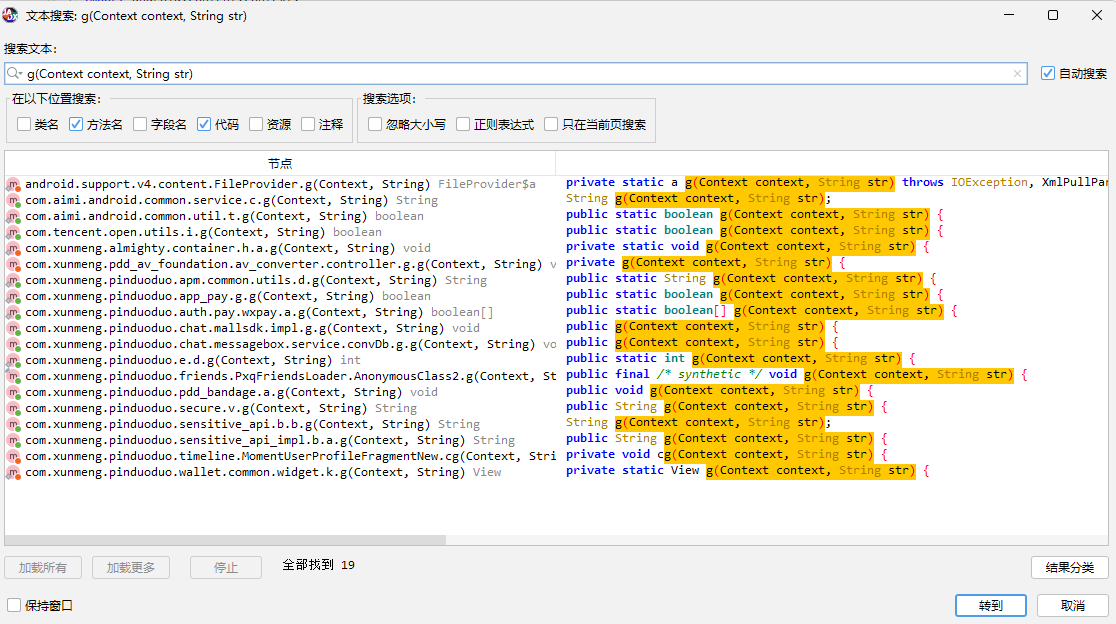 文本搜索: g(Context context, String str)
搜索文本:
g(Context context, String str)
自动搜索
在以下位置搜索: 搜索选项:
类名 方法名 字段名 代码 资源 注释 忽略大小写 正则表达式 只在当前页搜索
节点
android.support.v4.content.FileProvider.g(Context, String) FileProvider$a private static a g(Context context, String str) throws IOException, XmlPullPar
com.aimi.android.common.service.c.g(Context, String) String String g(Context context, String str);
com.aimi.android.common.util.t.g(Context, String) boolean public static boolean g(Context context, String str) {
com.tencent.open.utils.i.g(Context, String) boolean public static boolean g(Context context, String str) {
com.xunmeng.almighty.container.h.a.g(Context, String) void private static void g(Context context, String str) {
com.xunmeng.pdd_av_foundation.av_converter.controller.g.g(Context, String) v private g(Context context, String str) {
com.xunmeng.pinduoduo.apm.common.utils.d.g(Context, String) String public static String g(Context context, String str) {
com.xunmeng.pinduoduo.app_pay.g.g(Context, String) boolean public static boolean g(Context context, String str) {
com.xunmeng.pinduoduo.auth.pay.wxpay.a.g(Context, String) boolean[] public static boolean[] g(Context context, String str) {
com.xunmeng.pinduoduo.chat.mallsdk.impl.g.g(Context, String) void public g(Context context, String str) {
com.xunmeng.pinduoduo.chat.messagebox.service.convDb.g.g(Context, String) vo public g(Context context, String str) {
com.xunmeng.pinduoduo.e.d.g(Context, String) int public static int g(Context context, String str) {
com.xunmeng.pinduoduo.friends.PxqFriendsLoader.AnonymousClass2.g(Context, St public final /* synthetic */ void g(Context context, String str) {
com.xunmeng.pinduoduo.pdd_bandage.a.g(Context, String) void public void g(Context context, String str) {
com.xunmeng.pinduoduo.secure.v.g(Context, String) String public String g(Context context, String str) {
com.xunmeng.pinduoduo.sensitive_api.b.b.g(Context, String) String String g(Context context, String str);
com.xunmeng.pinduoduo.sensitive_api_impl.b.a.g(Context, String) String public String g(Context context, String str) {
com.xunmeng.pinduoduo.timeline.MomentUserProfileFragmentNew.cg(Context, Stri private void cg(Context context, String str) {
com.xunmeng.pinduoduo.wallet.common.widget.k.g(Context, String) View private static View g(Context context, String str) {
加载所有 加载更多 停止 全部找到 19 结果分类
保持窗口 转到 取消